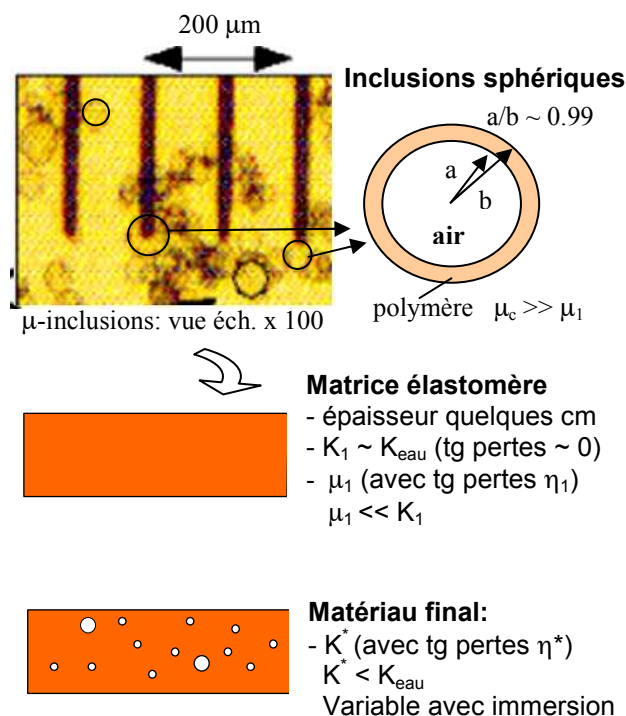 200 μm
Inclusions sphériques
a/b ~ 0.99
a
b
air
polymère μc >> μ1
μ-inclusions: vue éch. x 100
Matrice élastomère
- épaisseur quelques cm
- K1 ~ Keau (tg pertes ~ 0)
- μ1 (avec tg pertes η1)
μ1 << K1
Matériau final:
- K* (avec tg pertes η*)
K* < Keau
Variable avec immersion